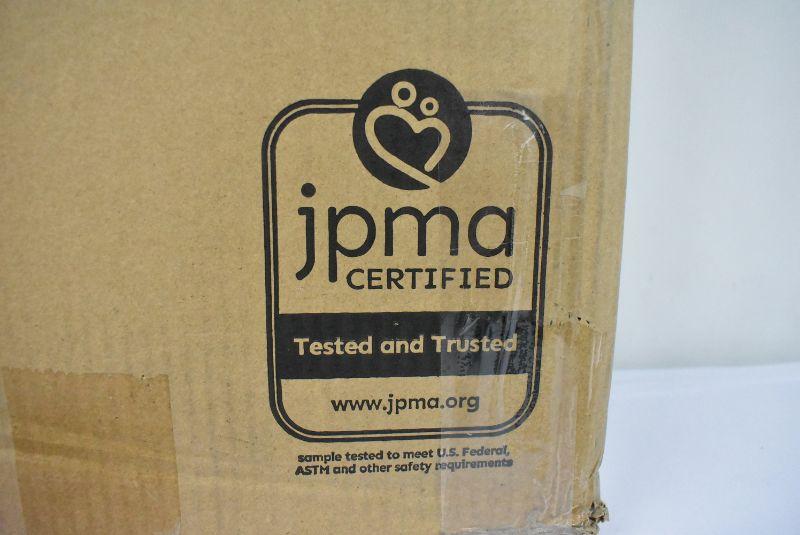 jpma
CERTIFIED
Tested and Trusted
www.jpma.org
sample tested to meet U.S. Federal,
ASTM and other safety requirements